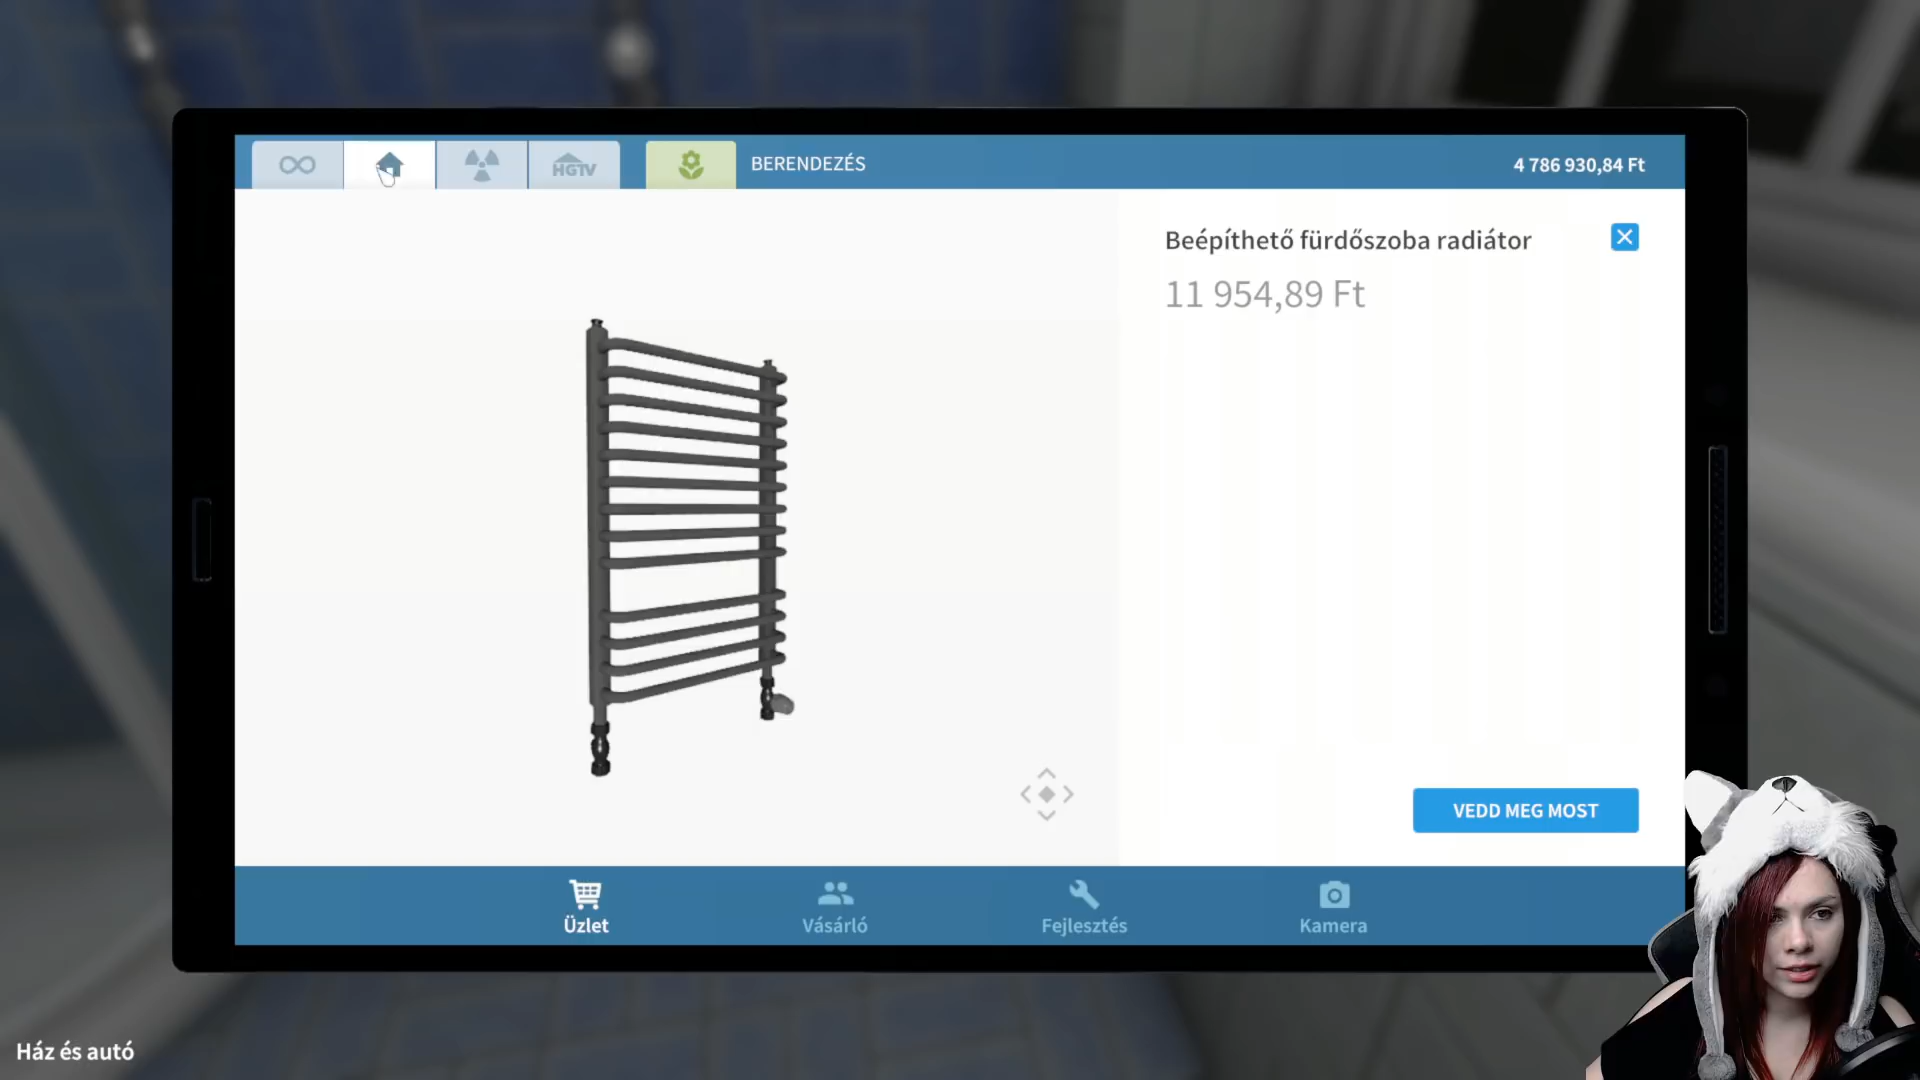 HGTV
BERENDEZÉS
4 786 930,84 Ft
Beépíthető fürdőszoba radiátor
11 954,89 Ft
VEDD MEG MOST
Üzlet
Vásárló
Fejlesztés
Kamera
Ház és autó